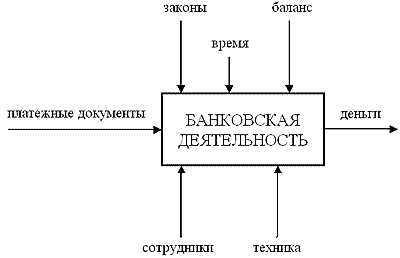 законы
баланс
время
платежные документы
БАНКОВСКАЯ
ДЕЯТЕЛЬНОСТЬ
деньги
сотрудники
техника